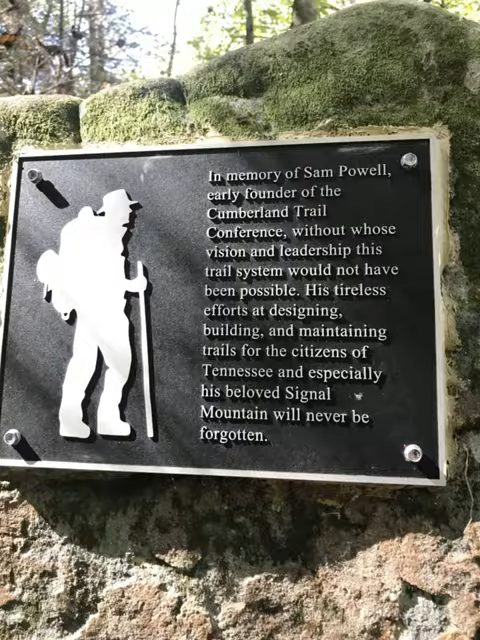 In memory of Sam Powell,
early founder of the
Cumberland Trail
Conference, without whose
vision and leadership this
trail system would not have
been possible. His tireless
efforts at designing,
building, and maintaining
trails for the citizens of
Tennessee and especially
his beloved Signal
Mountain will never be
forgotten.